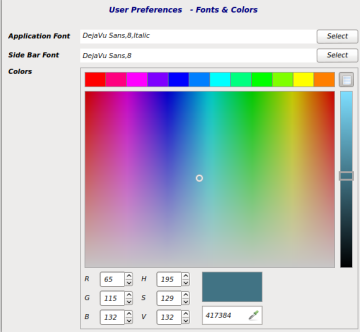 User Preferences - Fonts & Colors
Application Font DejaVu Sans,8,Italic Select
Side Bar Font DejaVu Sans,8 Select
Colors
R 65 H 195
G 115 S 129
B 132 V 132 417384